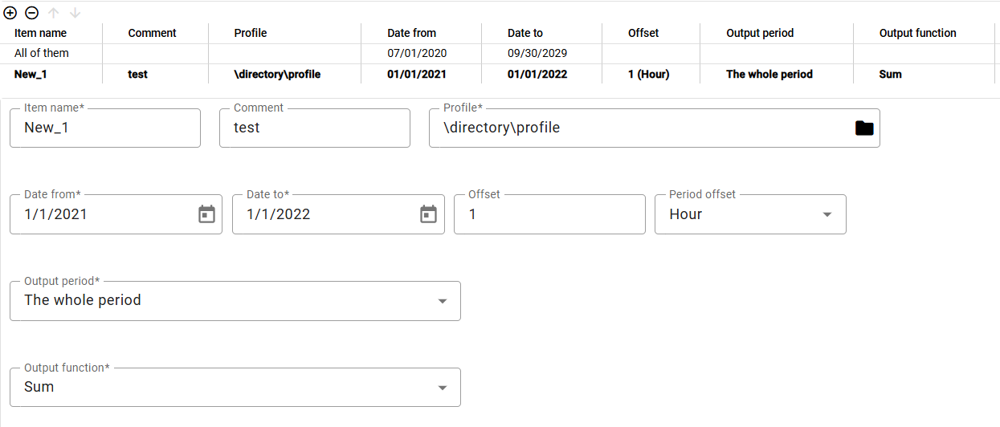 Item name Comment Profile Date from Date to Offset Output period Output function
All of them 07/01/2020 09/30/2029
New_1 test \directory\profile 01/01/2021 01/01/2022 1 (Hour) The whole period Sum
Item name* Comment Profile*
New_1 test \directory\profile
Date from* Date to* Offset Period offset
1/1/2021 1/1/2022 1 Hour
Output period*
The whole period
Output function*
Sum